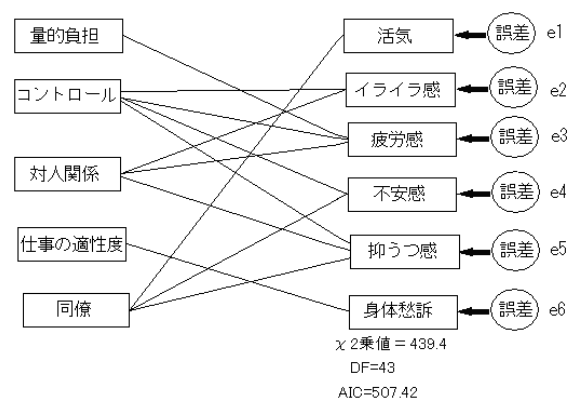 量的負担
活気
誤差
e1
コントロール
イライラ感
誤差
e2
疲労感
誤差
e3
対人関係
不安感
誤差
e4
仕事の適性度
抑うつ感
誤差
e5
同僚
身体愁訴
誤差
e6
χ2乗値=439.4
DF=43
AIC=507.42